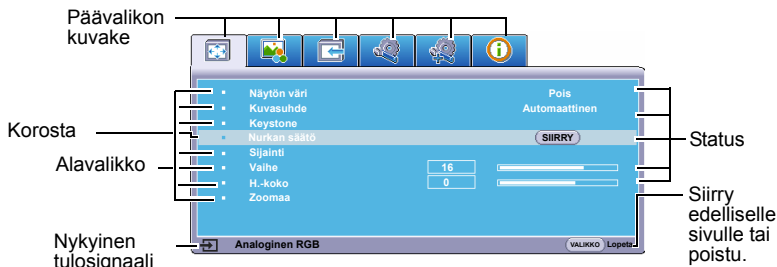 Päävalikon
kuvake
Näytön väri Pois
Kuvasuhde Automaattinen
Keystone
Korosta
Nurkan säätö SIIRRY
Status
Sijainti
Alavalikko
Vaihe 16
H.-koko 0
Zoomaa
Siirry
edelliselle
sivulle tai
poistu.
Nykyinen
tulosignaali
Analoginen RGB
VALIKKO Lopeta